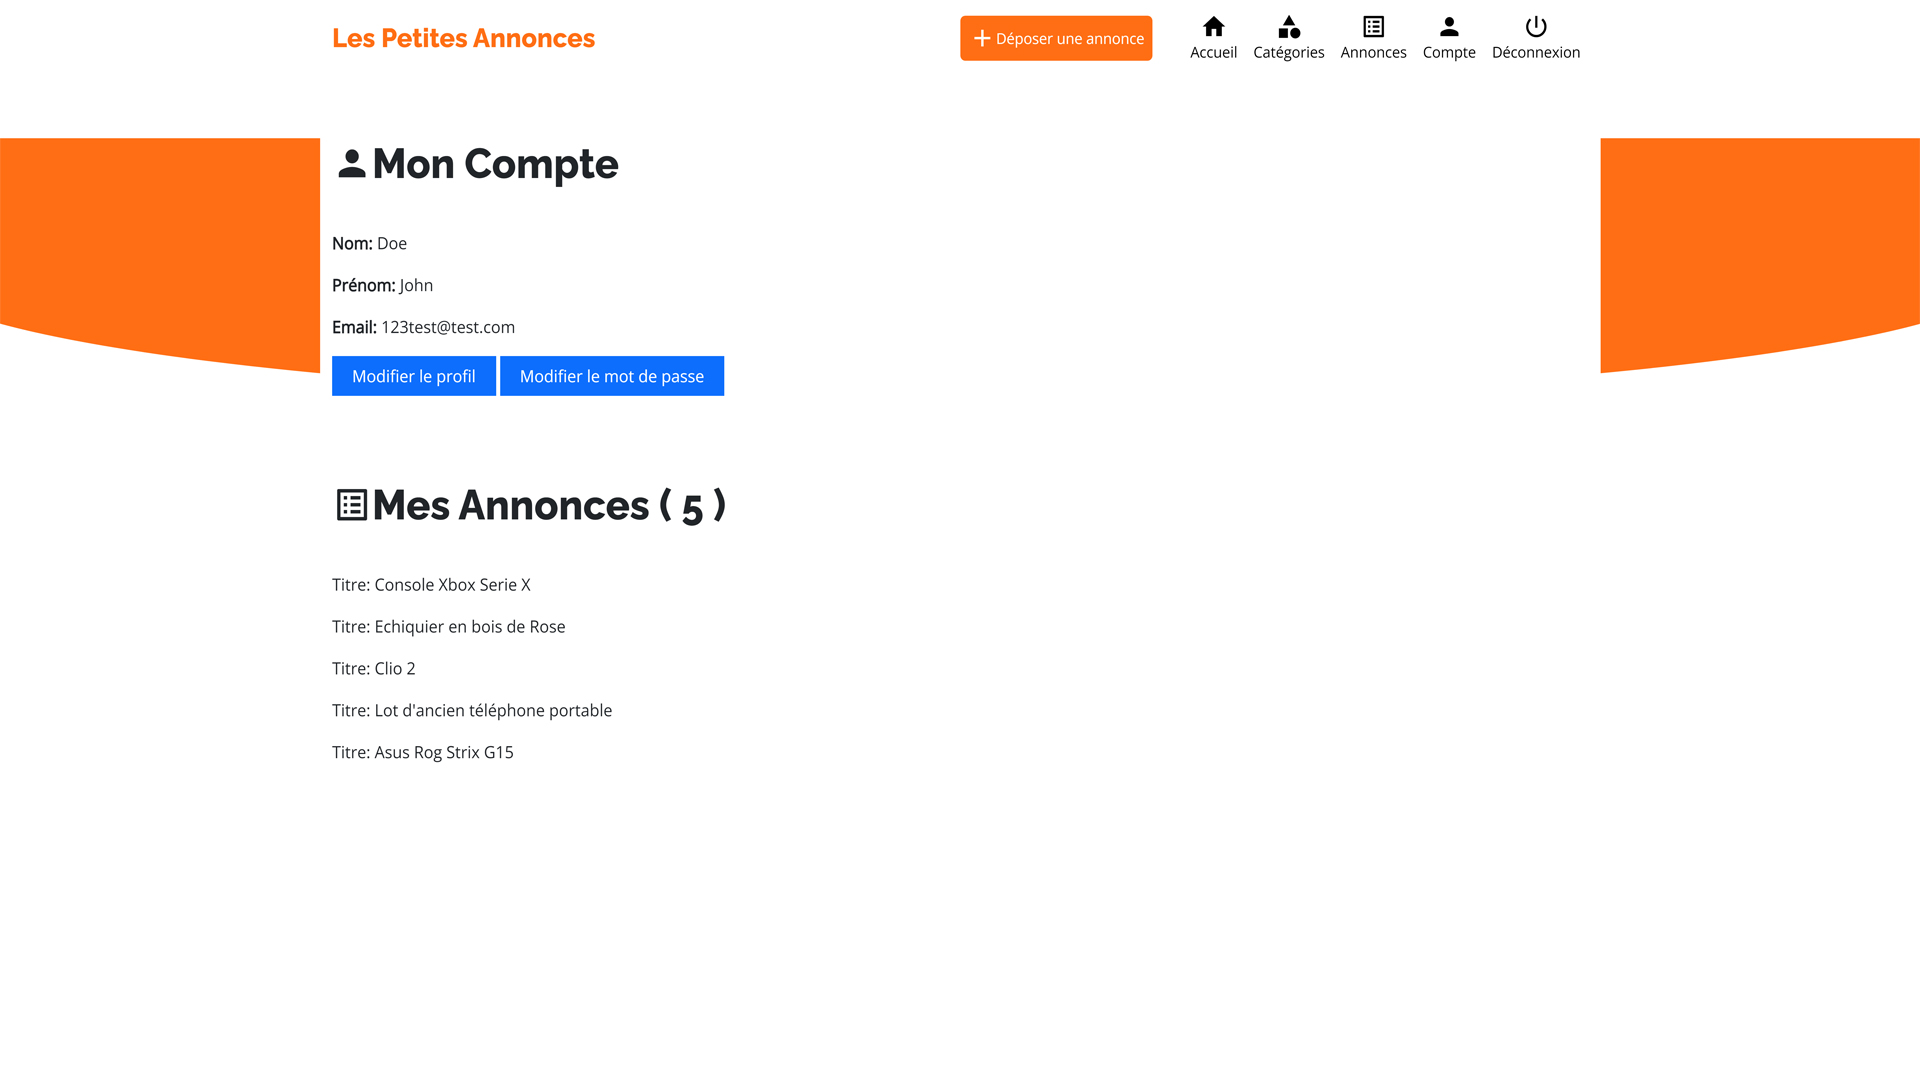 Les Petites Annonces
Déposer une annonce
Accueil
Catégories
Annonces
Compte
Déconnexion
Mon Compte
Nom: Doe
Prénom: John
Email: 123test@test.com
Modifier le profil
Modifier le mot de passe
Mes Annonces ( 5 )
Titre: Console Xbox Serie X
Titre: Echiquier en bois de Rose
Titre: Clio 2
Titre: Lot d'ancien téléphone portable
Titre: Asus Rog Strix G15